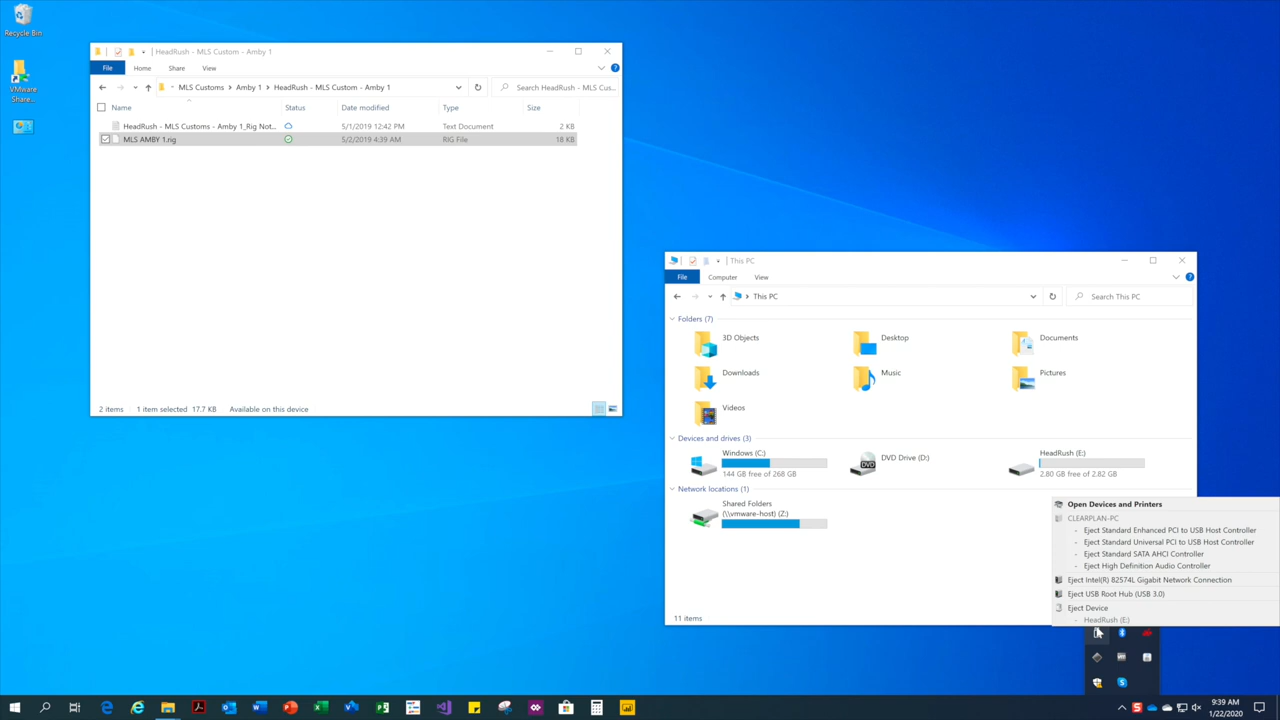 Recycle Bin
VMware
Share...
HeadRush - MLS Custom - Amby 1
File Home Share View
MLS Customs > Amby 1 > HeadRush - MLS Custom - Amby 1
Search HeadRush - MLS Cus...
Name Status Date modified Type Size
HeadRush - MLS Customs - Amby 1_Rig Not... 5/1/2019 12:42 PM Text Document 2 KB
MLS AMBY 1.rig 5/2/2019 4:39 AM RIG File 18 KB
2 items 1 item selected 17.7 KB Available on this device
This PC
File Computer View
> This PC
Search This PC
Folders (7)
3D Objects Desktop Documents
Downloads Music Pictures
Videos
Devices and drives (3)
Windows (C:)
144 GB free of 268 GB
DVD Drive (D:)
HeadRush (E:)
2.80 GB free of 2.82 GB
Network locations (1)
Shared Folders
(\\vmware-host) (Z:)
11 items
Open Devices and Printers
CLEARPLAN-PC
- Eject Standard Enhanced PCI to USB Host Controller
- Eject Standard Universal PCI to USB Host Controller
- Eject Standard SATA AHCI Controller
- Eject High Definition Audio Controller
Eject Intel(R) 82574L Gigabit Network Connection
Eject USB Root Hub (USB 3.0)
Eject Device
- HeadRush (E:)
9:39 AM
1/22/2020